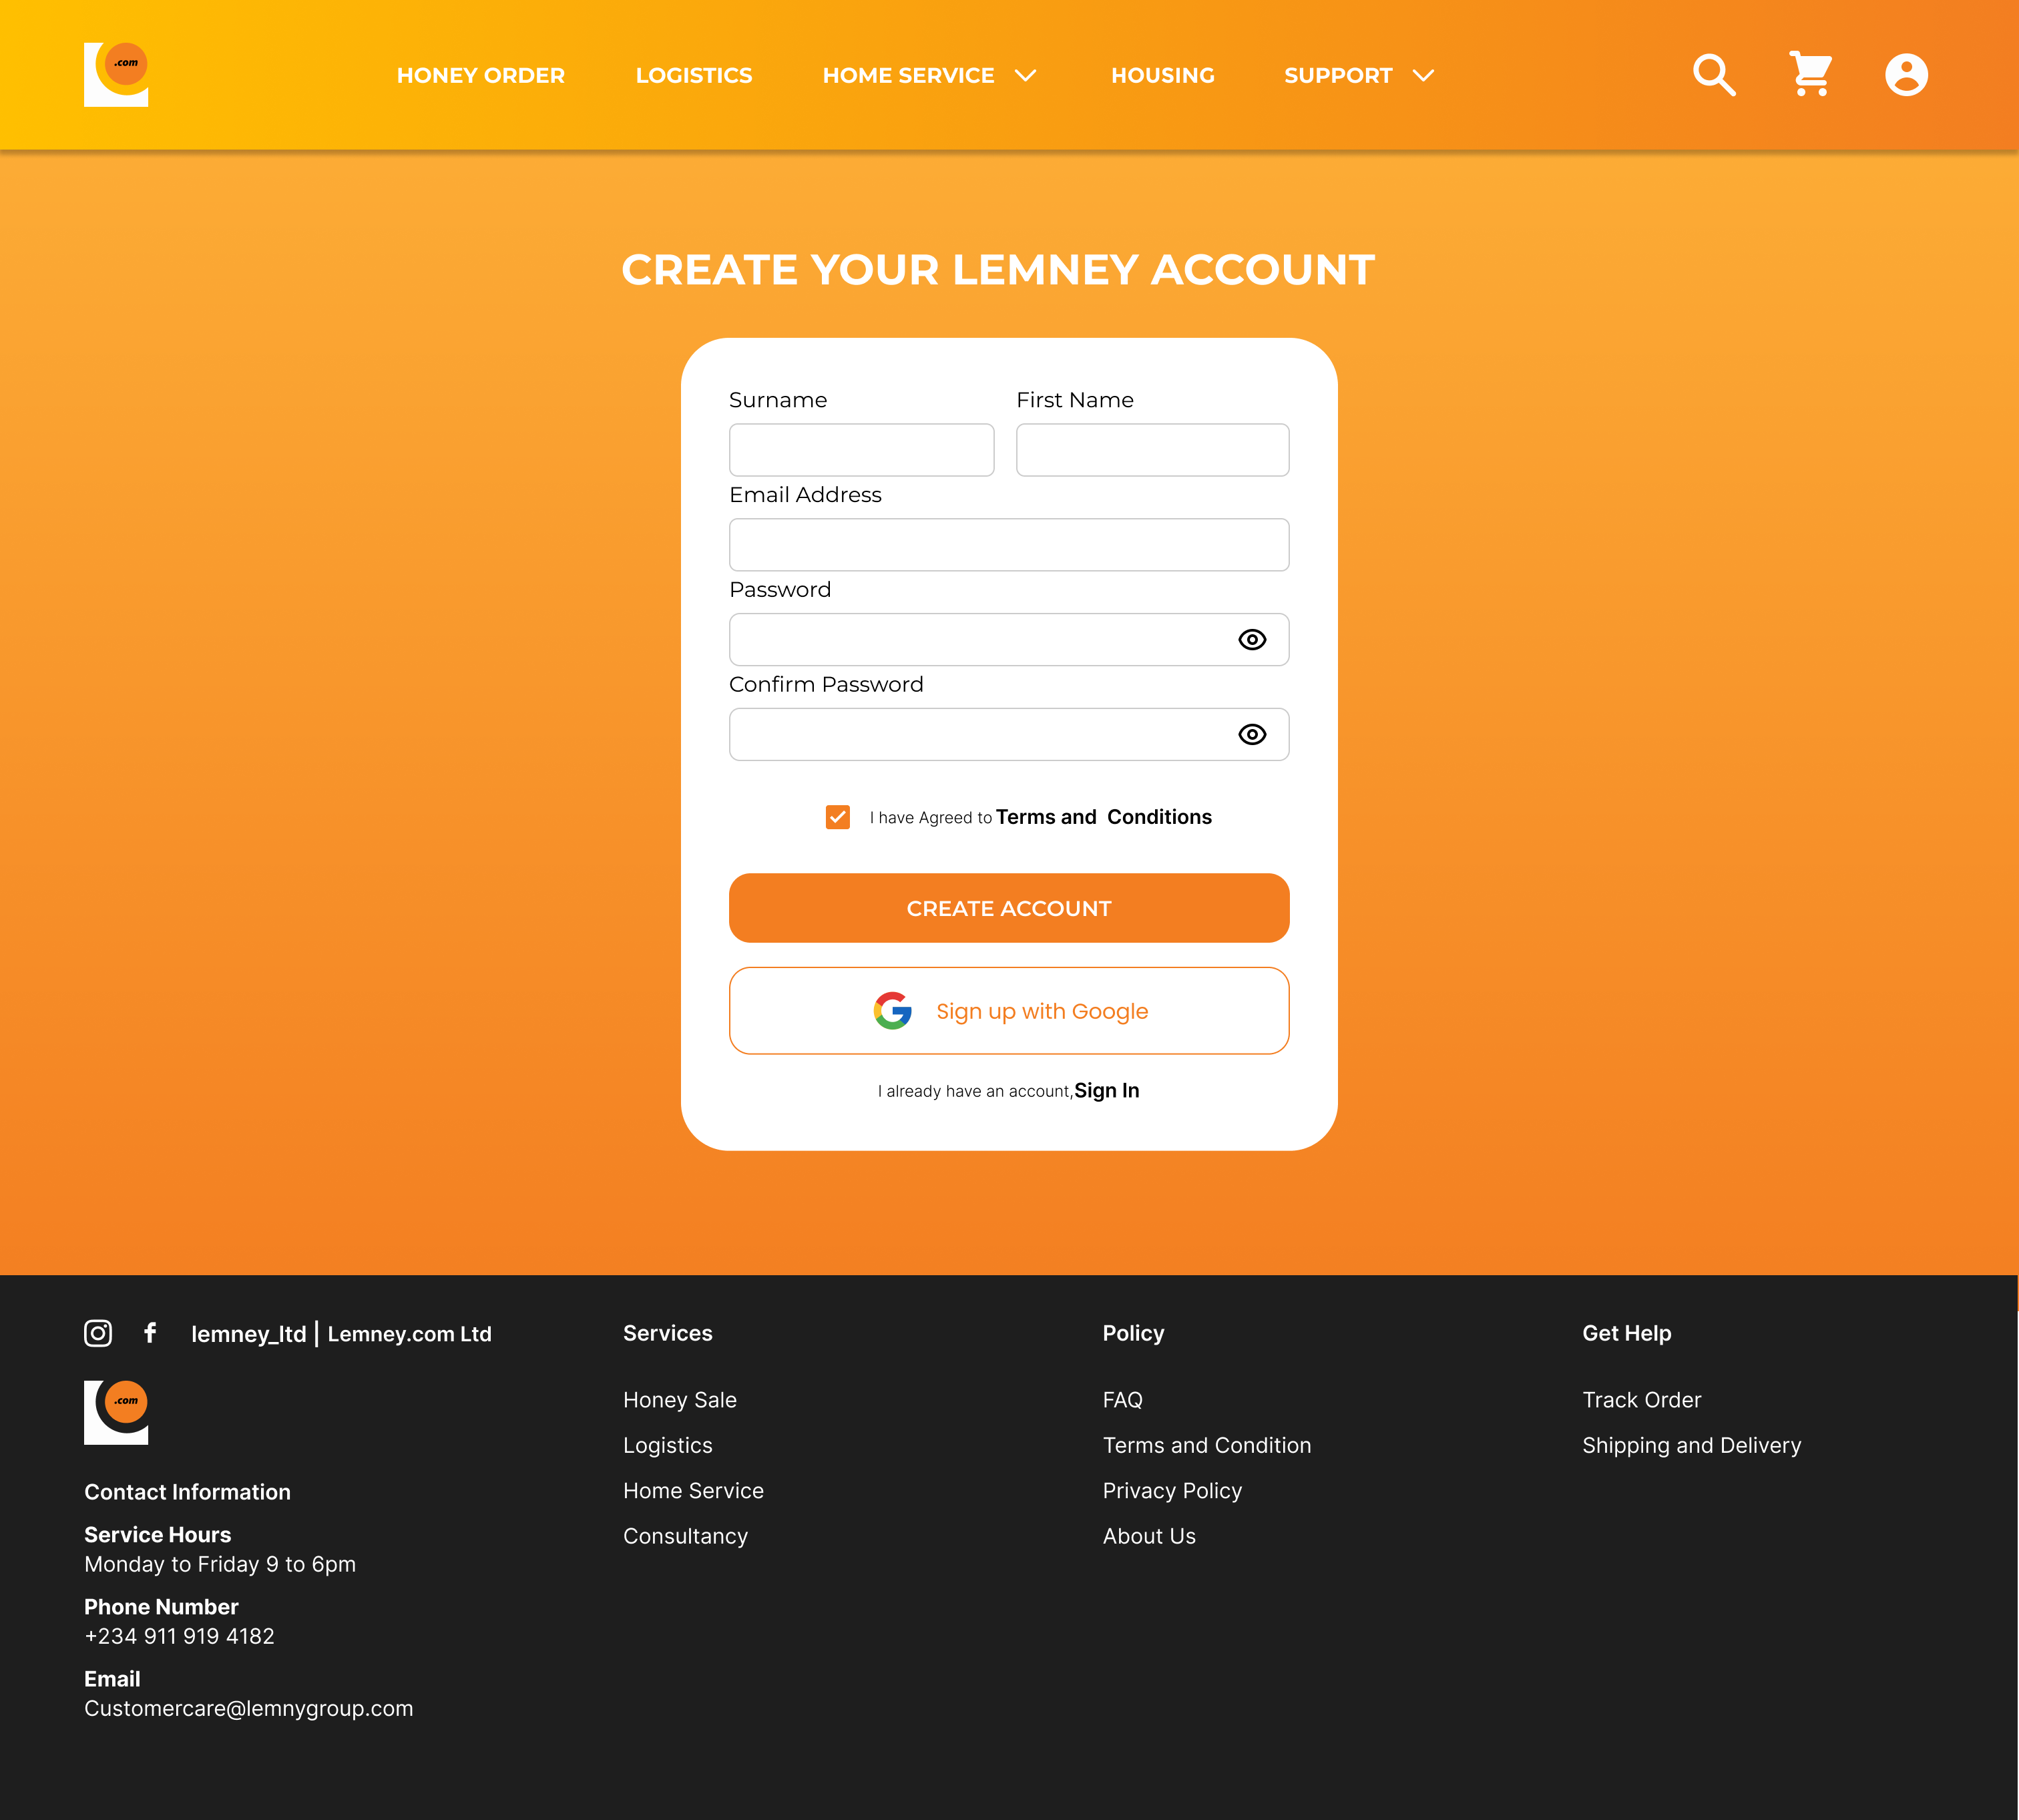 .com
HONEY ORDER
LOGISTICS
HOME SERVICE
HOUSING
SUPPORT
CREATE YOUR LEMNEY ACCOUNT
Surname
First Name
Email Address
Password
Confirm Password
I have Agreed to Terms and Conditions
CREATE ACCOUNT
Sign up with Google
I already have an account,Sign In
lemney_ltd | Lemney.com Ltd
.com
Contact Information
Service Hours
Monday to Friday 9 to 6pm
Phone Number
+234 911 919 4182
Email
Customercare@lemnygroup.com
Services
Honey Sale
Logistics
Home Service
Consultancy
Policy
FAQ
Terms and Condition
Privacy Policy
About Us
Get Help
Track Order
Shipping and Delivery